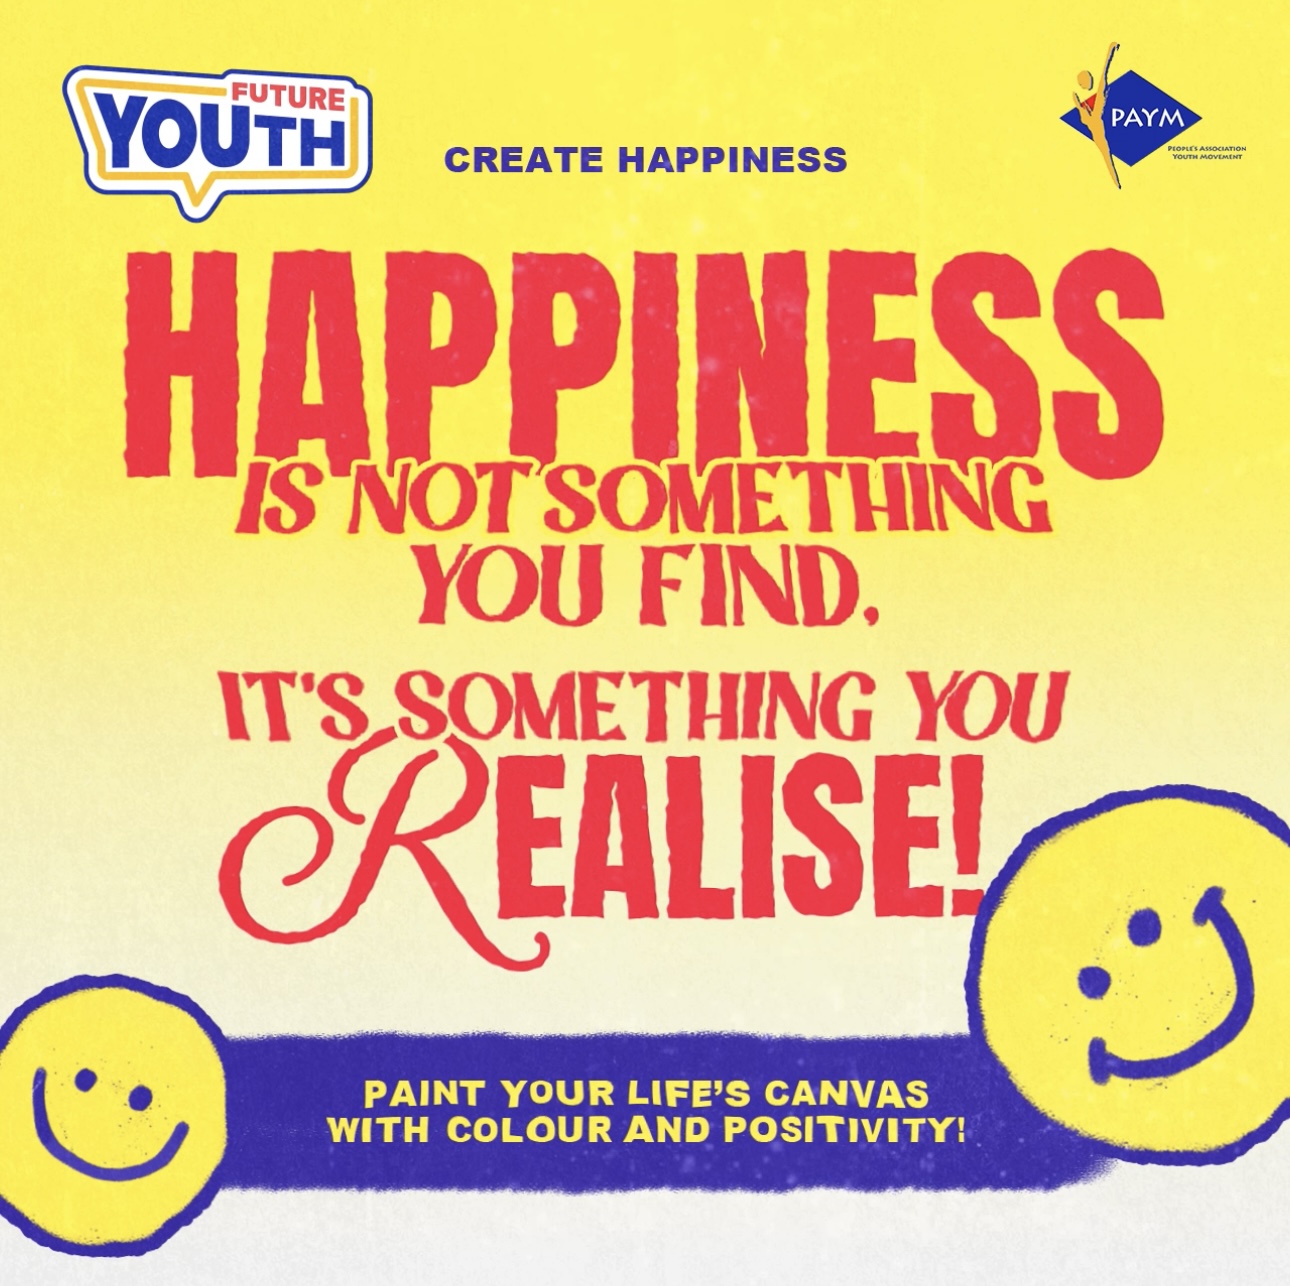 FUTURE
YOUTH
CREATE HAPPINESS
PAYM
PEOPLE'S ASSOCIATION
YOUTH MOVEMENT
HAPPINESS
IS NOT SOMETHING
YOU FIND,
IT'S SOMETHING YOU
REALISE!
PAINT YOUR LIFE'S CANVAS
WITH COLOUR AND POSITIVITY!